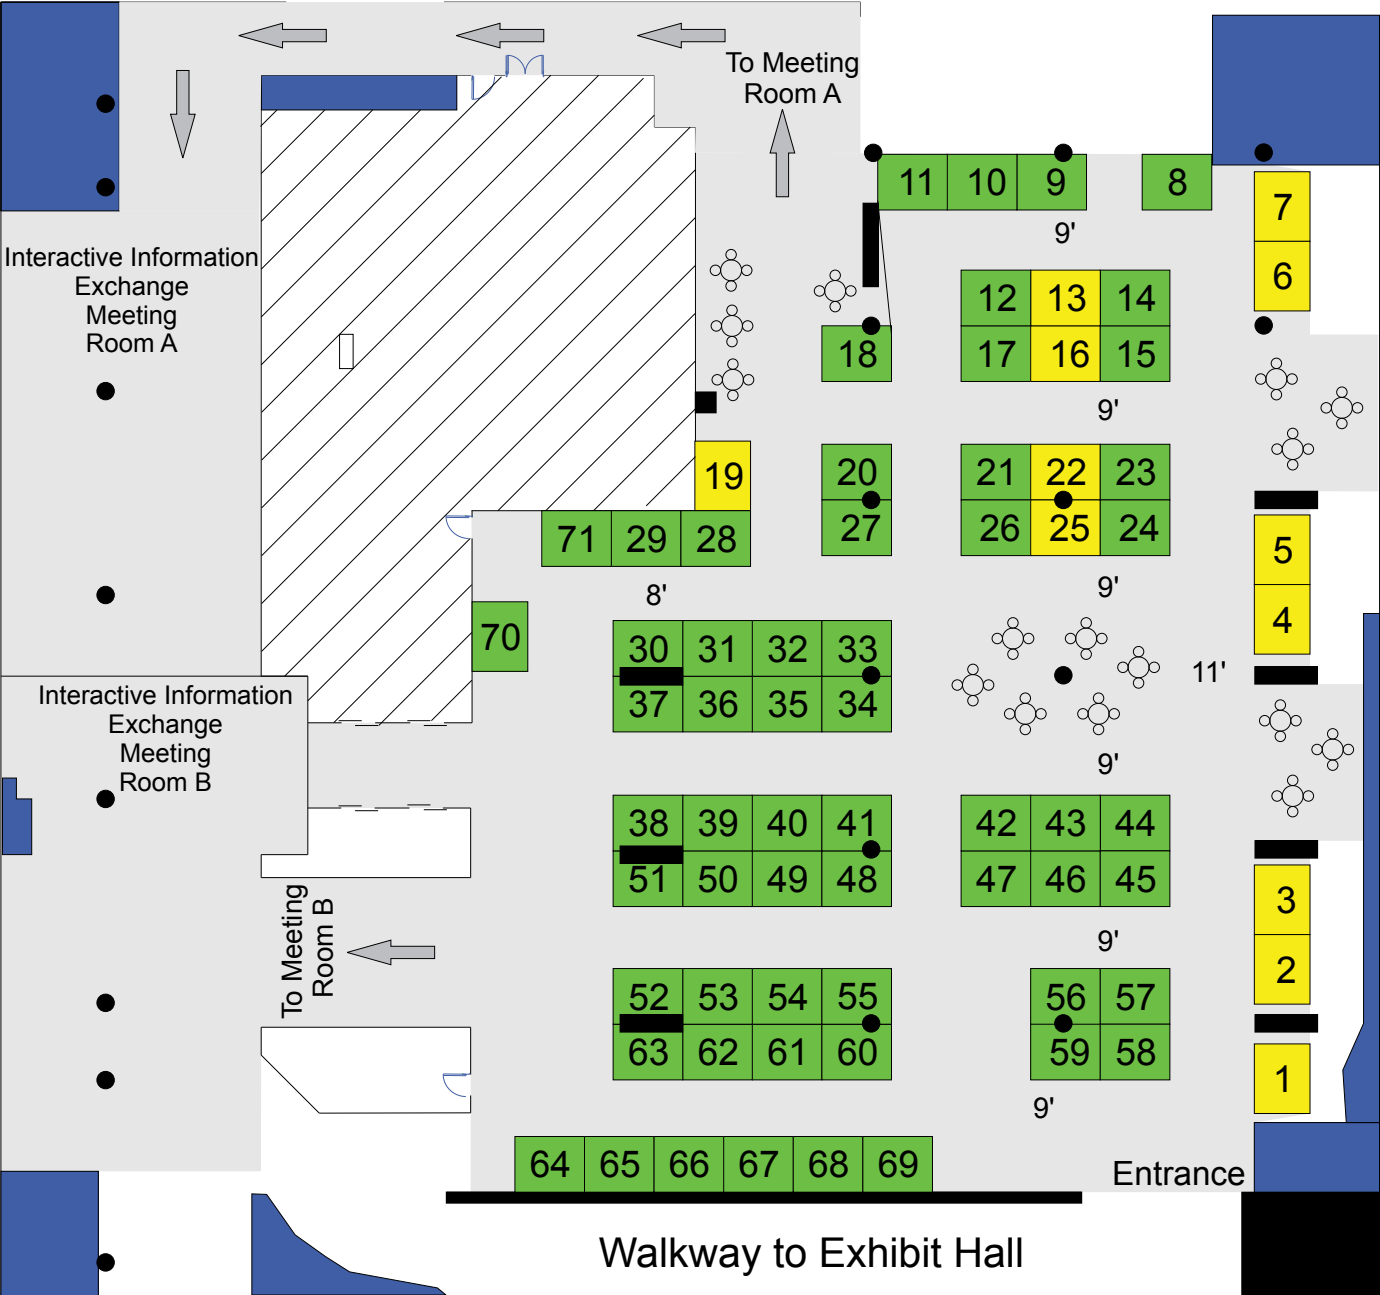 To Meeting
Room A
11 10 9 8
7
9'
Interactive Information
Exchange
Meeting
Room A
6
12 13 14
18
17 16 15
9'
19
20
21 22 23
27
26 25 24
71 29 28
5
8'
9'
4
70
30 31 32 33
11'
37 36 35 34
Interactive Information
Exchange
Meeting
Room B
9'
38 39 40 41
42 43 44
51 50 49 48
47 46 45
3
To Meeting
Room B
9'
2
52 53 54 55
56 57
63 62 61 60
59 58
1
9'
64 65 66 67 68 69
Entrance
Walkway to Exhibit Hall